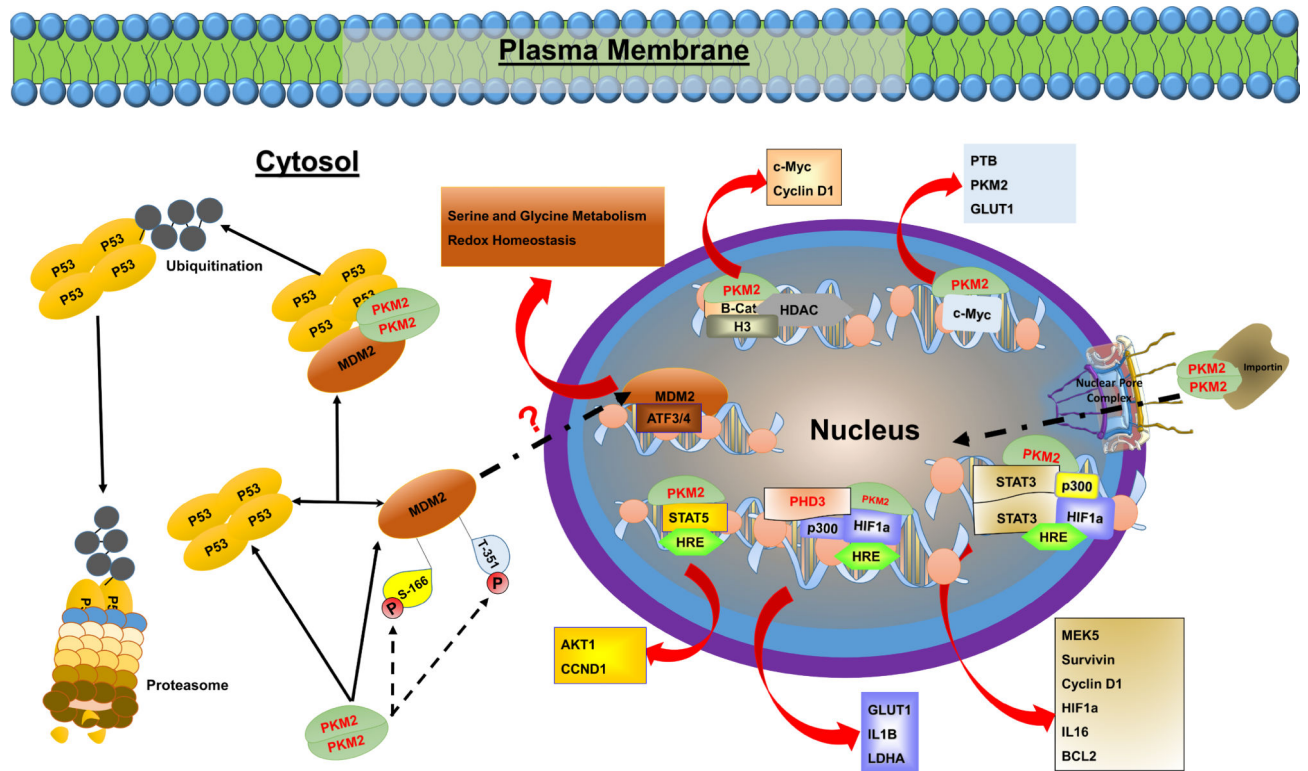 Plasma Membrane
Cytosol
P53
P53
P53
P53
Ubiquitination
P53
P53
P53
PKM2
PKM2
MDM2
Serine and Glycine Metabolism
Redox Homeostasis
c-Myc
Cyclin D1
PTB
PKM2
GLUT1
PKM2
B-Cat
HDAC
H3
PKM2
c-Myc
Nuclear Pore
Complex
PKM2
PKM2
Importin
MDM2
ATF3/4
?
Nucleus
P53
P53
P53
P53
MDM2
S-166
P
T-351
P
PKM2
STAT5
HRE
PHD3
PKM2
p300
HIF1a
HRE
PKM2
STAT3
p300
STAT3
HIF1a
HRE
Proteasome
PKM2
PKM2
AKT1
CCND1
GLUT1
IL1B
LDHA
MEK5
Survivin
Cyclin D1
HIF1a
IL16
BCL2